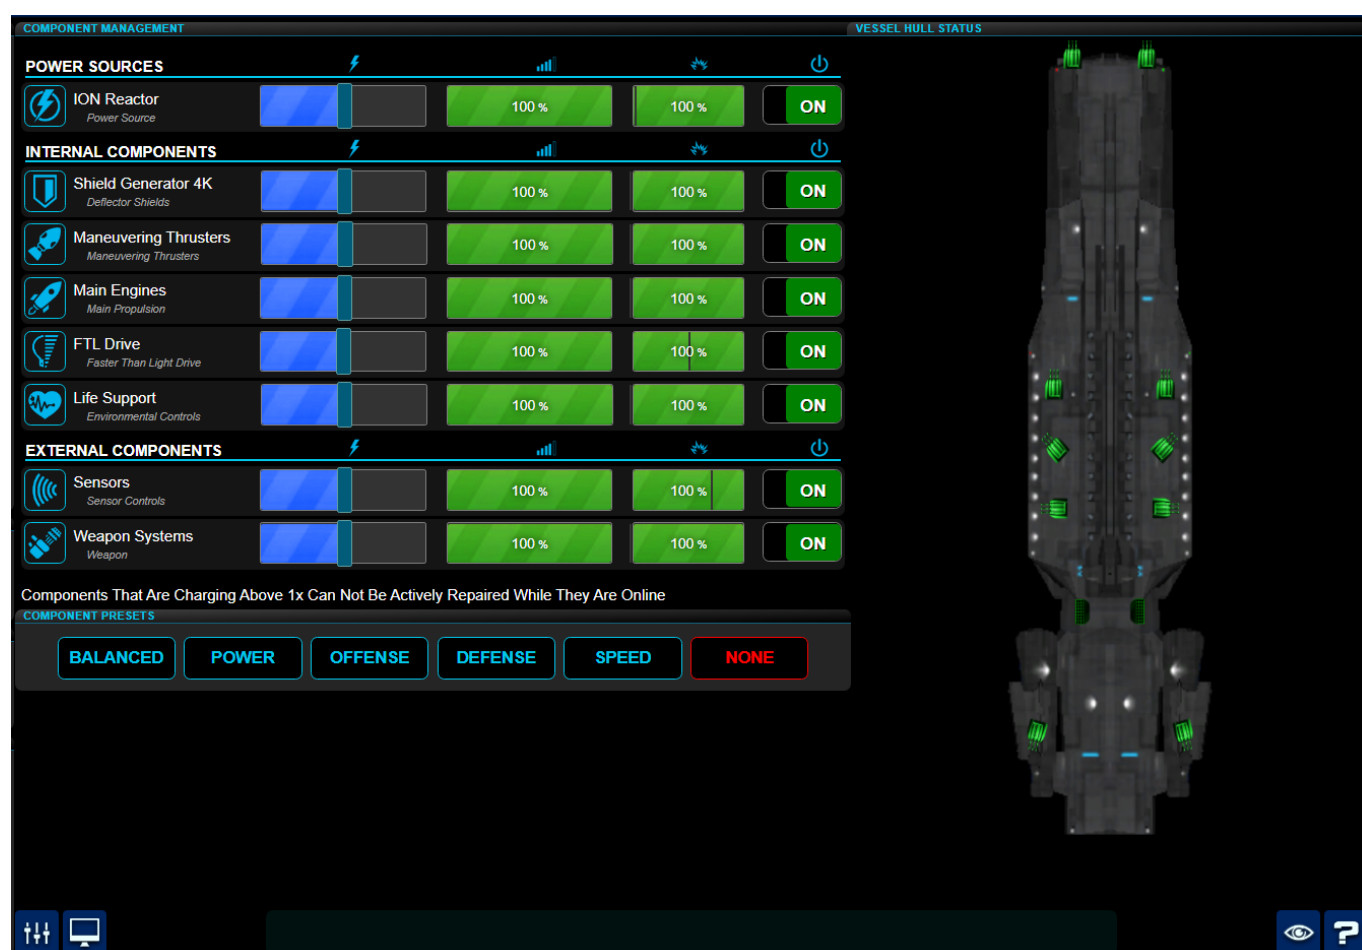 COMPONENT MANAGEMENT
VESSEL HULL STATUS
POWER SOURCES
ION Reactor
Power Source
100 %
100 %
ON
INTERNAL COMPONENTS
Shield Generator 4K
Deflector Shields
100 %
100 %
ON
Maneuvering Thrusters
Maneuvering Thrusters
100 %
100 %
ON
Main Engines
Main Propulsion
100 %
100 %
ON
FTL Drive
Faster Than Light Drive
100 %
100 %
ON
Life Support
Environmental Controls
100 %
100 %
ON
EXTERNAL COMPONENTS
Sensors
Sensor Controls
100 %
100 %
ON
Weapon Systems
Weapon
100 %
100 %
ON
Components That Are Charging Above 1x Can Not Be Actively Repaired While They Are Online
COMPONENT PRESETS
BALANCED
POWER
OFFENSE
DEFENSE
SPEED
NONE
?